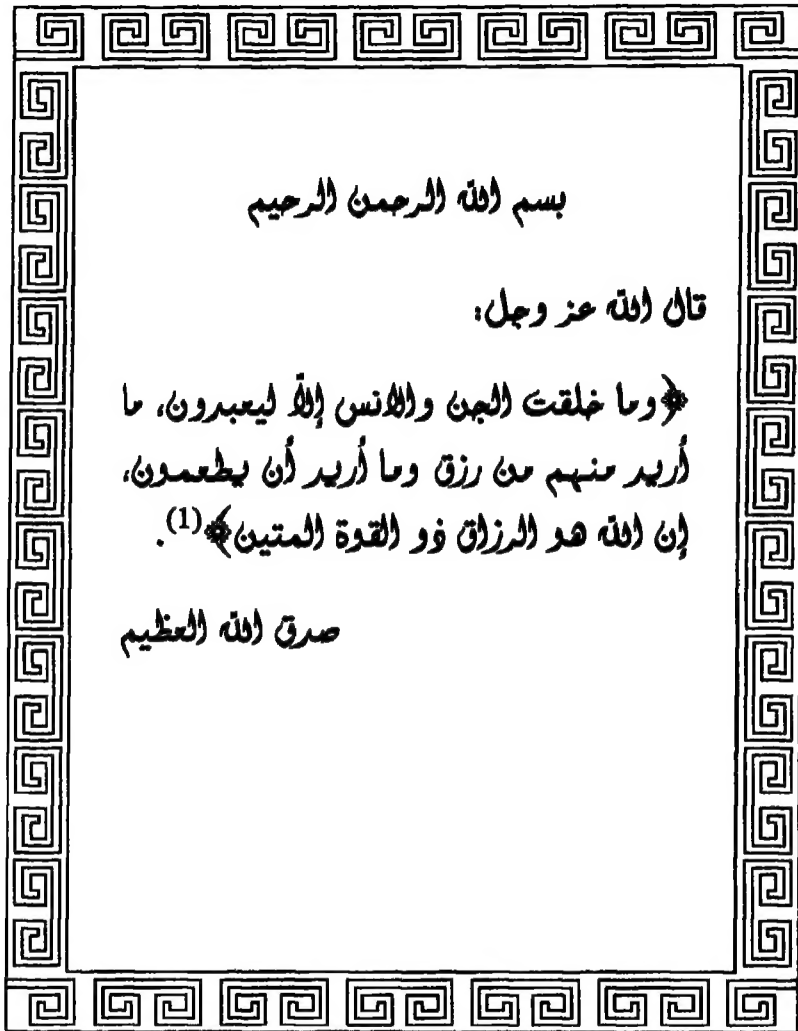 بسم الله الرحمن الرحيم
قال الله عز وجل:
﴿وما خلقت الجن والانس إلاّ ليعبدون، ما
أريد منهم من رزق وما أريد أن يطعمون،
إن الله هو الرزاق ذو القوة المتين﴾(1).
صدق الله العظيم